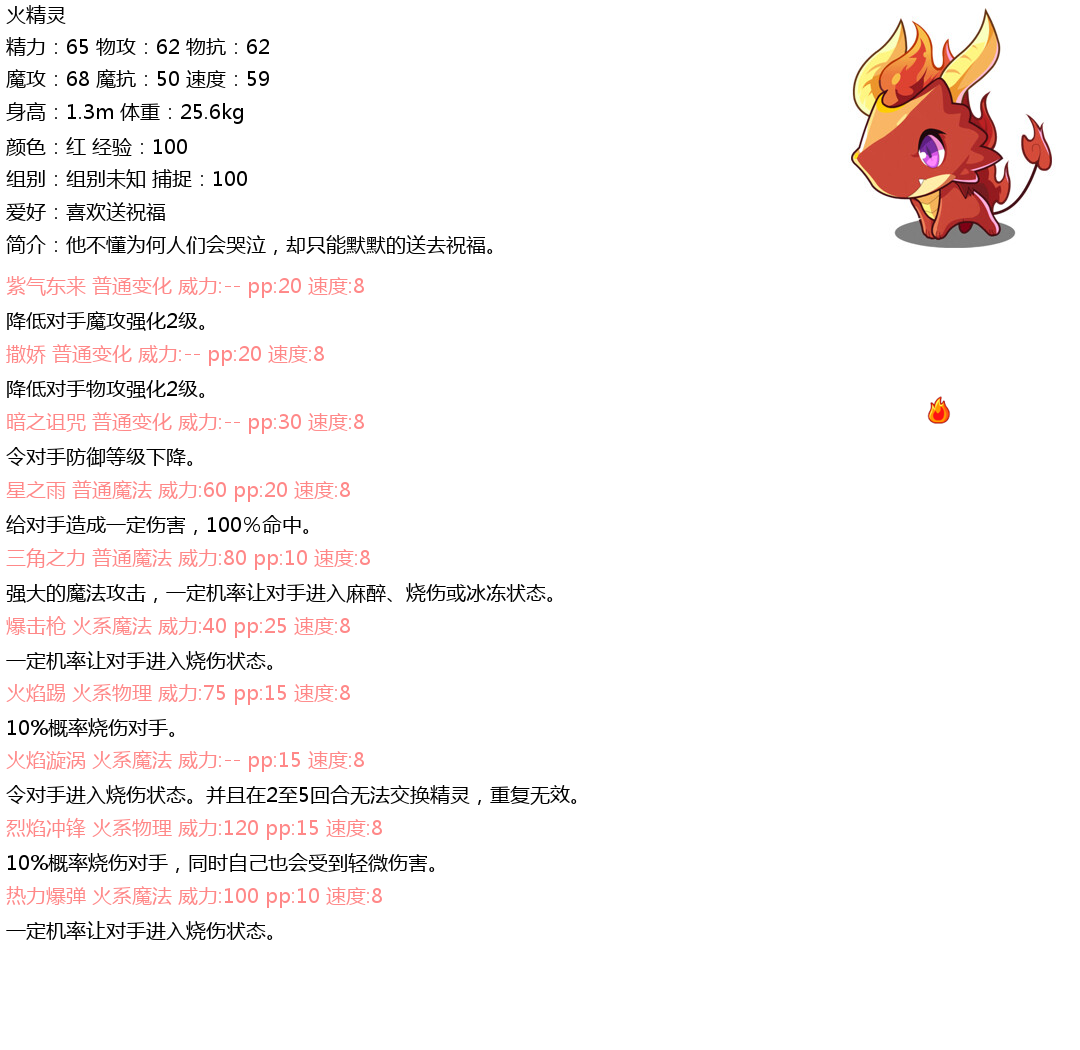 火精灵
精力：65 物攻：62 物抗：62
魔攻：68 魔抗：50 速度：59
身高：1.3m 体重：25.6kg
颜色：红 经验：100
组别：组别未知 捕捉：100
爱好：喜欢送祝福
简介：他不懂为何人们会哭泣，却只能默默的送去祝福。
紫气东来 普通变化 威力:-- pp:20 速度:8
降低对手魔攻强化2级。
撒娇 普通变化 威力:-- pp:20 速度:8
降低对手物攻强化2级。
暗之诅咒 普通变化 威力:-- pp:30 速度:8
令对手防御等级下降。
星之雨 普通魔法 威力:60 pp:20 速度:8
给对手造成一定伤害，100%命中。
三角之力 普通魔法 威力:80 pp:10 速度:8
强大的魔法攻击，一定机率让对手进入麻醉、烧伤或冰冻状态。
爆击枪 火系魔法 威力:40 pp:25 速度:8
一定机率让对手进入烧伤状态。
火焰踢 火系物理 威力:75 pp:15 速度:8
10%概率烧伤对手。
火焰漩涡 火系魔法 威力:-- pp:15 速度:8
令对手进入烧伤状态。并且在2至5回合无法交换精灵，重复无效。
烈焰冲锋 火系物理 威力:120 pp:15 速度:8
10%概率烧伤对手，同时自己也会受到轻微伤害。
热力爆弹 火系魔法 威力:100 pp:10 速度:8
一定机率让对手进入烧伤状态。